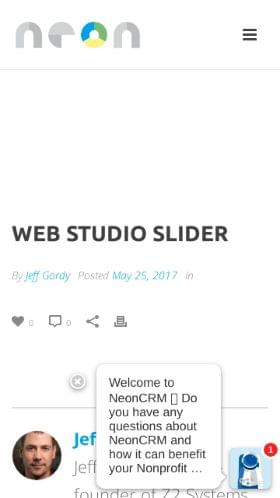 neon
WEB STUDIO SLIDER
By Jeff Gordy Posted May 25, 2017 in
0 0
Welcome to
NeonCRM ▯ Do
you have any
questions about
NeonCRM and
how it can benefit
your Nonprofit ...
1
Jef
Jeff
founder of Z2 Systems